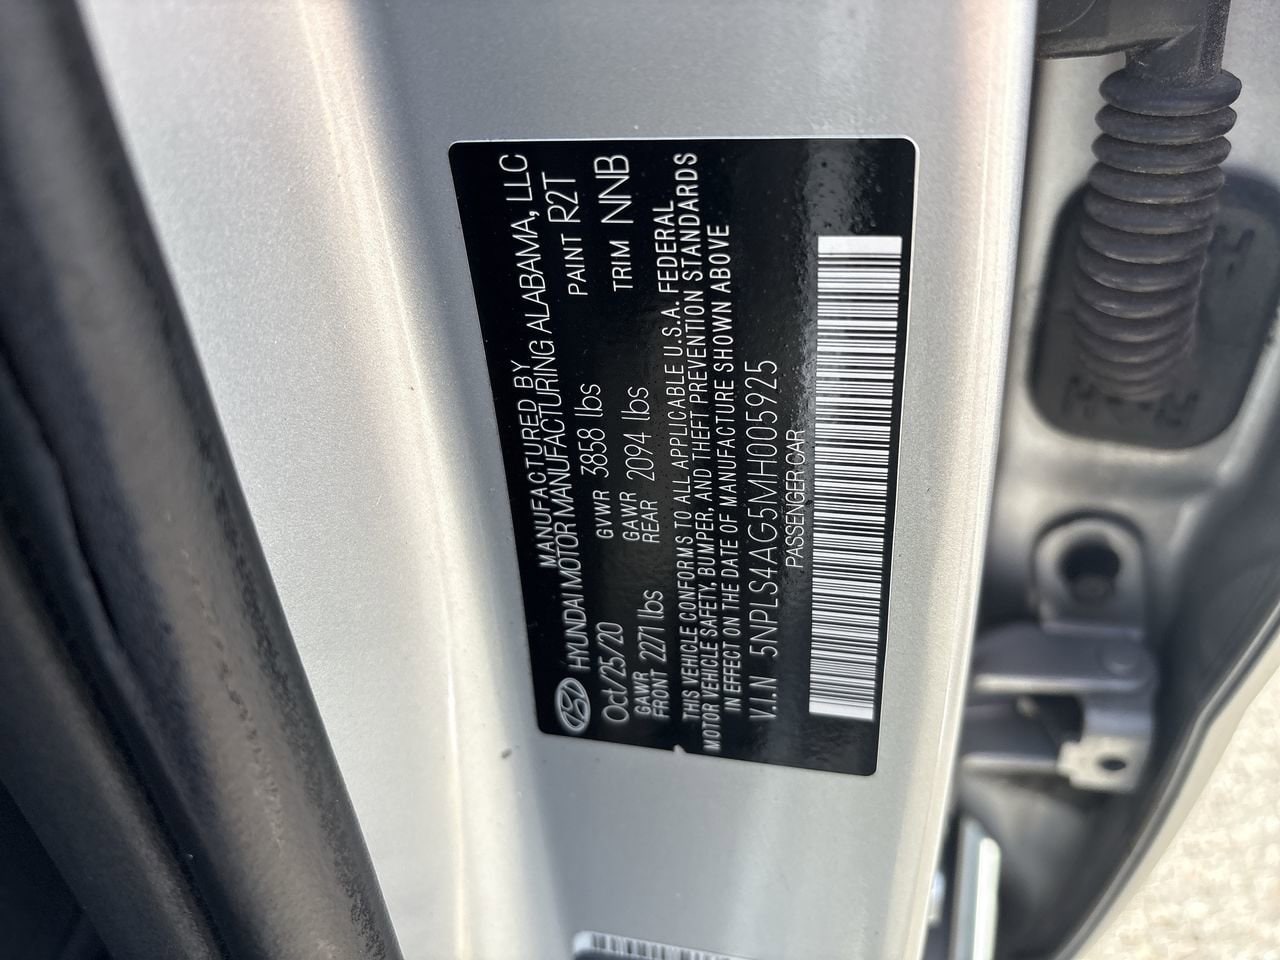 MANUFACTURED BY
HYUNDAI MOTOR MANUFACTURING ALABAMA, LLC
Oct/25/20 GVWR 3858 lbs PAINT R2T
GAWR FRONT 2271 lbs GAWR REAR 2094 lbs TRIM NNB
THIS VEHICLE CONFORMS TO ALL APPLICABLE U.S.A. FEDERAL
MOTOR VEHICLE SAFETY, BUMPER, AND THEFT PREVENTION STANDARDS
IN EFFECT ON THE DATE OF MANUFACTURE SHOWN ABOVE
V.I.N 5NPLS4AG5MH005925
PASSENGER CAR